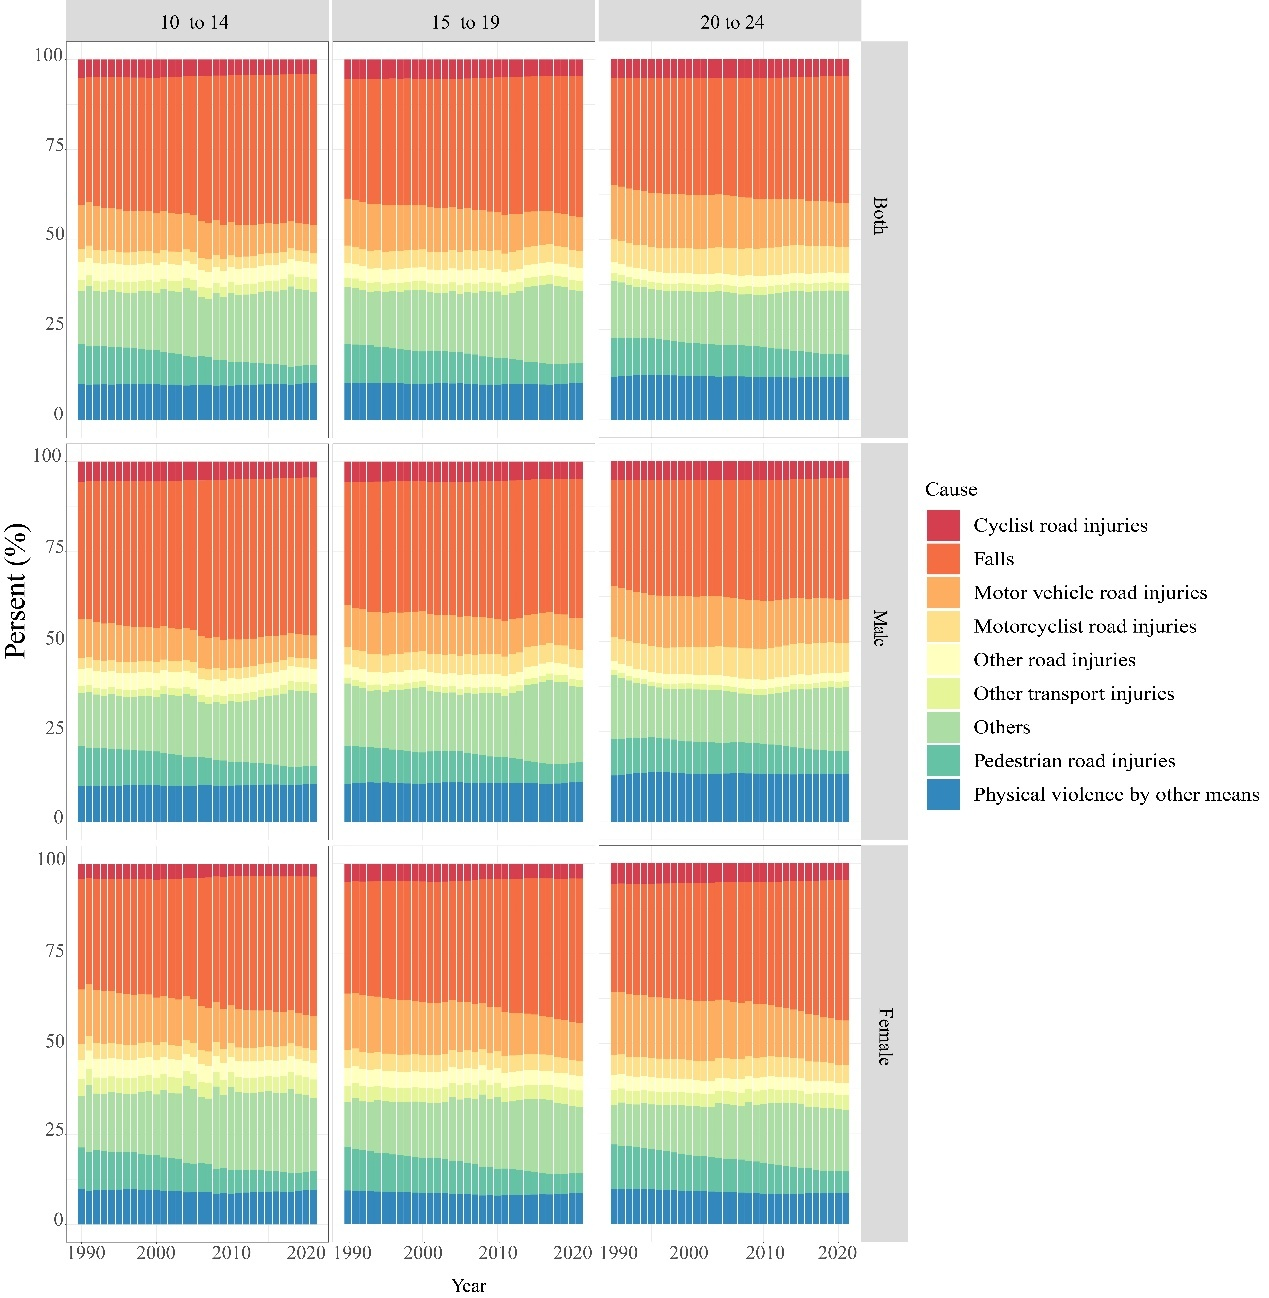 10 to 14
15 to 19
20 to 24
100
75
50
25
0
Both
100
75
50
25
0
Male
100
75
50
25
0
Female
Persent (%)
1990
2000
2010
2020
1990
2000
2010
2020
1990
2000
2010
2020
Year
Cause
Cyclist road injuries
Falls
Motor vehicle road injuries
Motorcyclist road injuries
Other road injuries
Other transport injuries
Others
Pedestrian road injuries
Physical violence by other means